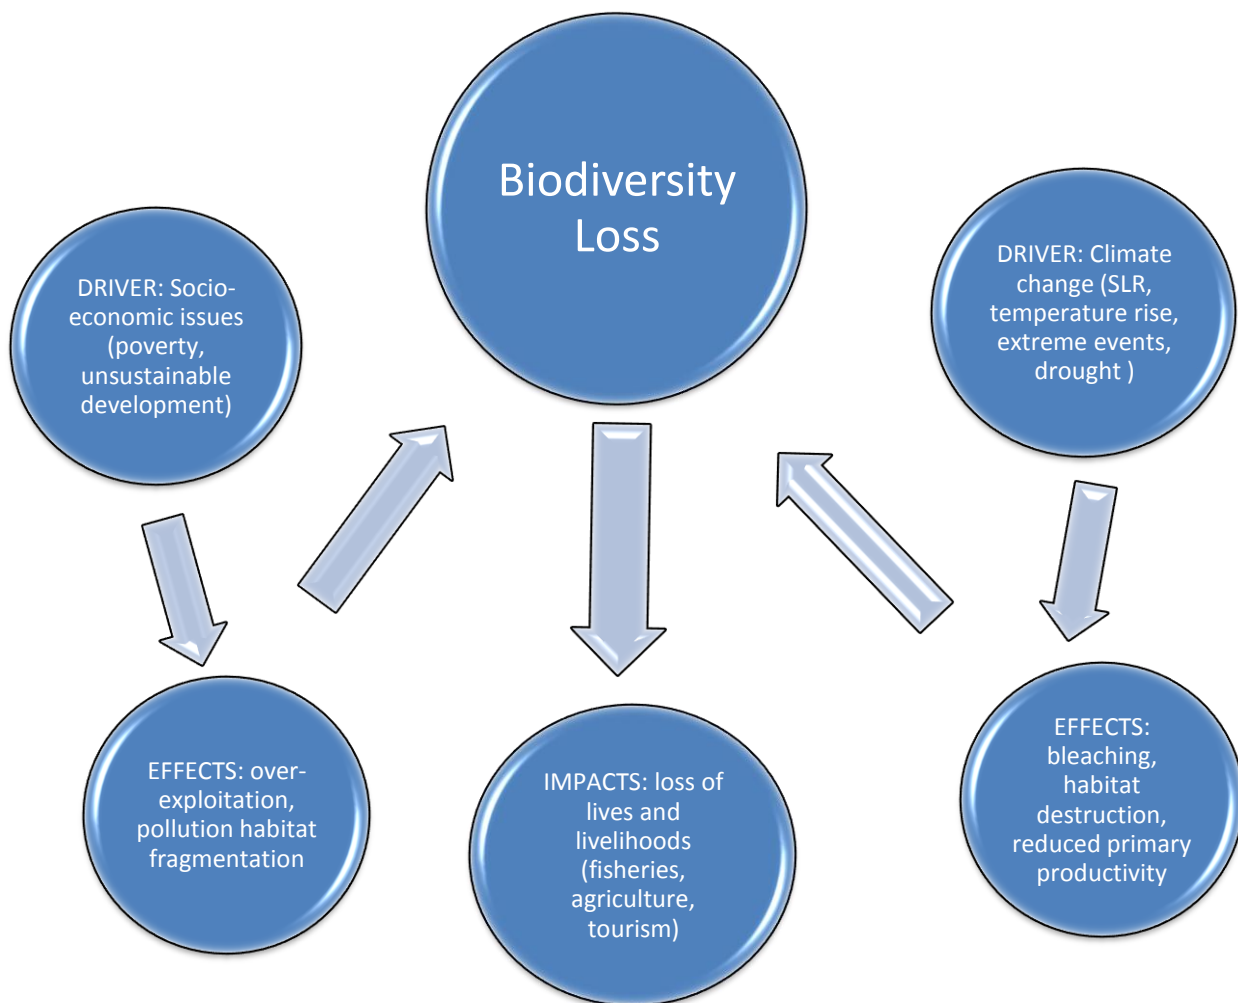 Biodiversity
Loss
DRIVER: Socio-
economic issues
(poverty,
unsustainable
development)
DRIVER: Climate
change (SLR,
temperature rise,
extreme events,
drought )
EFFECTS: over-
exploitation,
pollution habitat
fragmentation
IMPACTS: loss of
lives and
livelihoods
(fisheries,
agriculture,
tourism)
EFFECTS:
bleaching,
habitat
destruction,
reduced primary
productivity